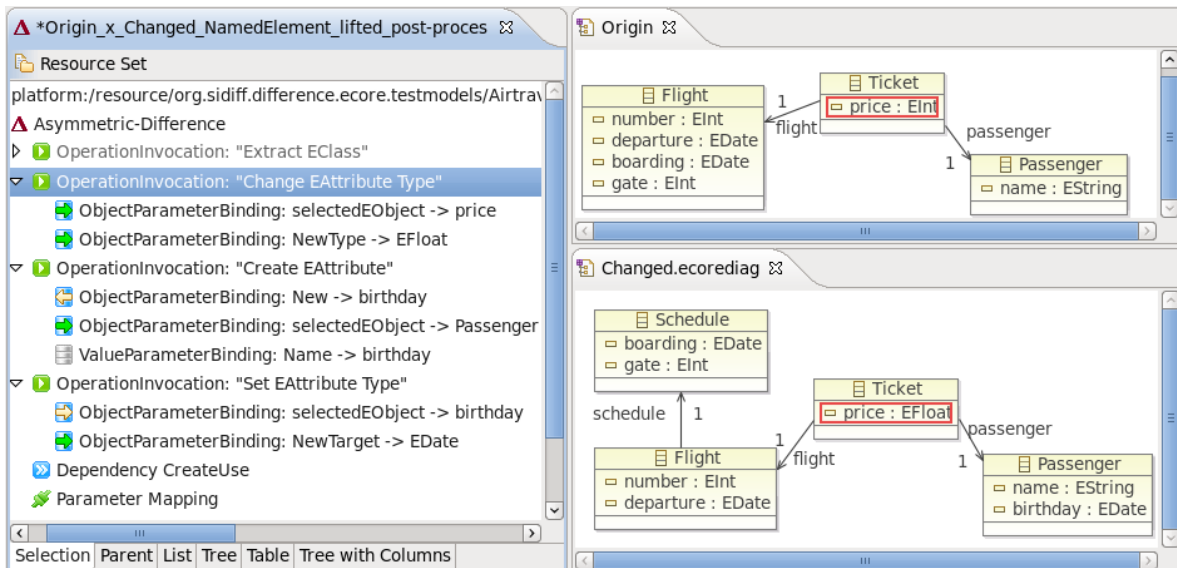 *Origin_x_Changed_NamedElement_lifted_post-proces
Resource Set
platform:/resource/org.sidiff.difference.ecore.testmodels/Airtrav
Asymmetric-Difference
OperationInvocation: "Extract EClass"
OperationInvocation: "Change EAttribute Type"
ObjectParameterBinding: selectedEObject -> price
ObjectParameterBinding: NewType -> EFloat
OperationInvocation: "Create EAttribute"
ObjectParameterBinding: New -> birthday
ObjectParameterBinding: selectedEObject -> Passenger
ValueParameterBinding: Name -> birthday
OperationInvocation: "Set EAttribute Type"
ObjectParameterBinding: selectedEObject -> birthday
ObjectParameterBinding: NewTarget -> EDate
Dependency CreateUse
Parameter Mapping
Selection Parent List Tree Table Tree with Columns
Origin
Flight
number : EInt
departure : EDate
boarding : EDate
gate : EInt
1
flight
Ticket
price : EInt
passenger
1
Passenger
name : EString
Changed.ecorediag
Schedule
boarding : EDate
gate : EInt
schedule 1
Flight
number : EInt
departure : EDate
1
flight
Ticket
price : EFloat
passenger
1
Passenger
name : EString
birthday : EDate